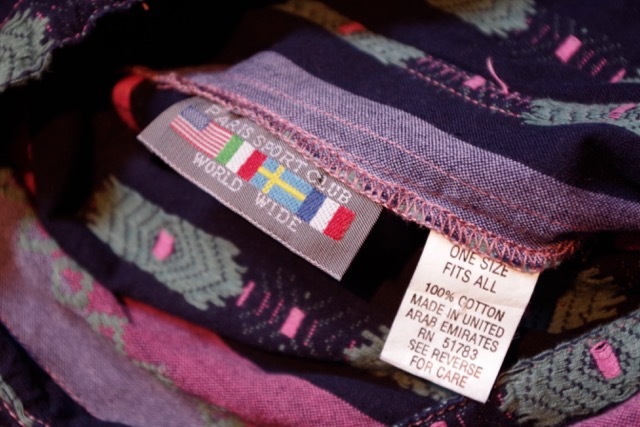 PARIS SPORT CLUB
WORLD WIDE
ONE SIZE
FITS ALL
100% COTTON
MADE IN UNITED
ARAB EMIRATES
RN 51783
SEE REVERSE
FOR CARE